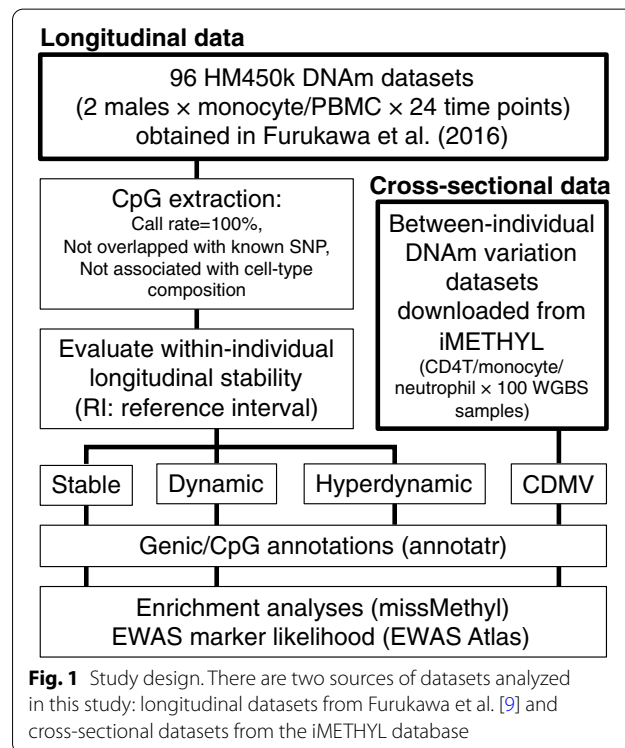 Longitudinal data
96 HM450k DNAm datasets
(2 males × monocyte/PBMC × 24 time points)
obtained in Furukawa et al. (2016)
CpG extraction:
Call rate=100%,
Not overlapped with known SNP,
Not associated with cell-type
composition
Evaluate within-individual
longitudinal stability
(RI: reference interval)
Cross-sectional data
Between-individual
DNAm variation
datasets
downloaded from
iMETHYL
(CD4T/monocyte/
neutrophil × 100 WGBS
samples)
Stable
Dynamic
Hyperdynamic
CDMV
Genic/CpG annotations (annotatr)
Enrichment analyses (missMethyl)
EWAS marker likelihood (EWAS Atlas)
Fig. 1 Study design. There are two sources of datasets analyzed
in this study: longitudinal datasets from Furukawa et al. [9] and
cross-sectional datasets from the iMETHYL database